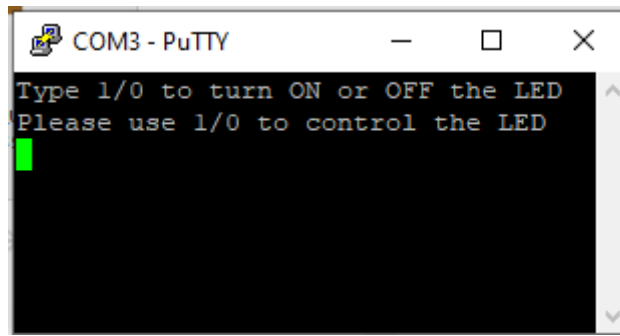 COM3 - PuTTY
Type 1/0 to turn ON or OFF the LED
Please use 1/0 to control the LED